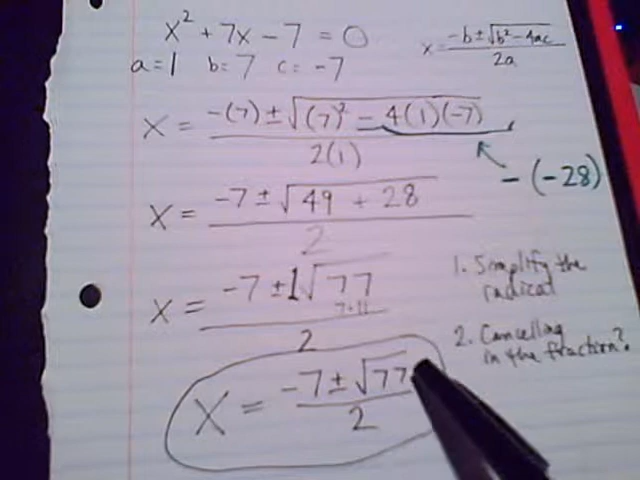 x² + 7x - 7 = 0
x = (-b ± √(b² - 4ac)) / 2a
a = 1 b = 7 c = -7
x = (-(7) ± √((7)² - 4(1)(-7))) / 2(1)
- (-28)
x = (-7 ± √(49 + 28)) / 2
x = (-7 ± 1√77) / 2
7·11
1. Simplify the
radical
2. Cancelling
in the fraction?
x = (-7 ± √77) / 2